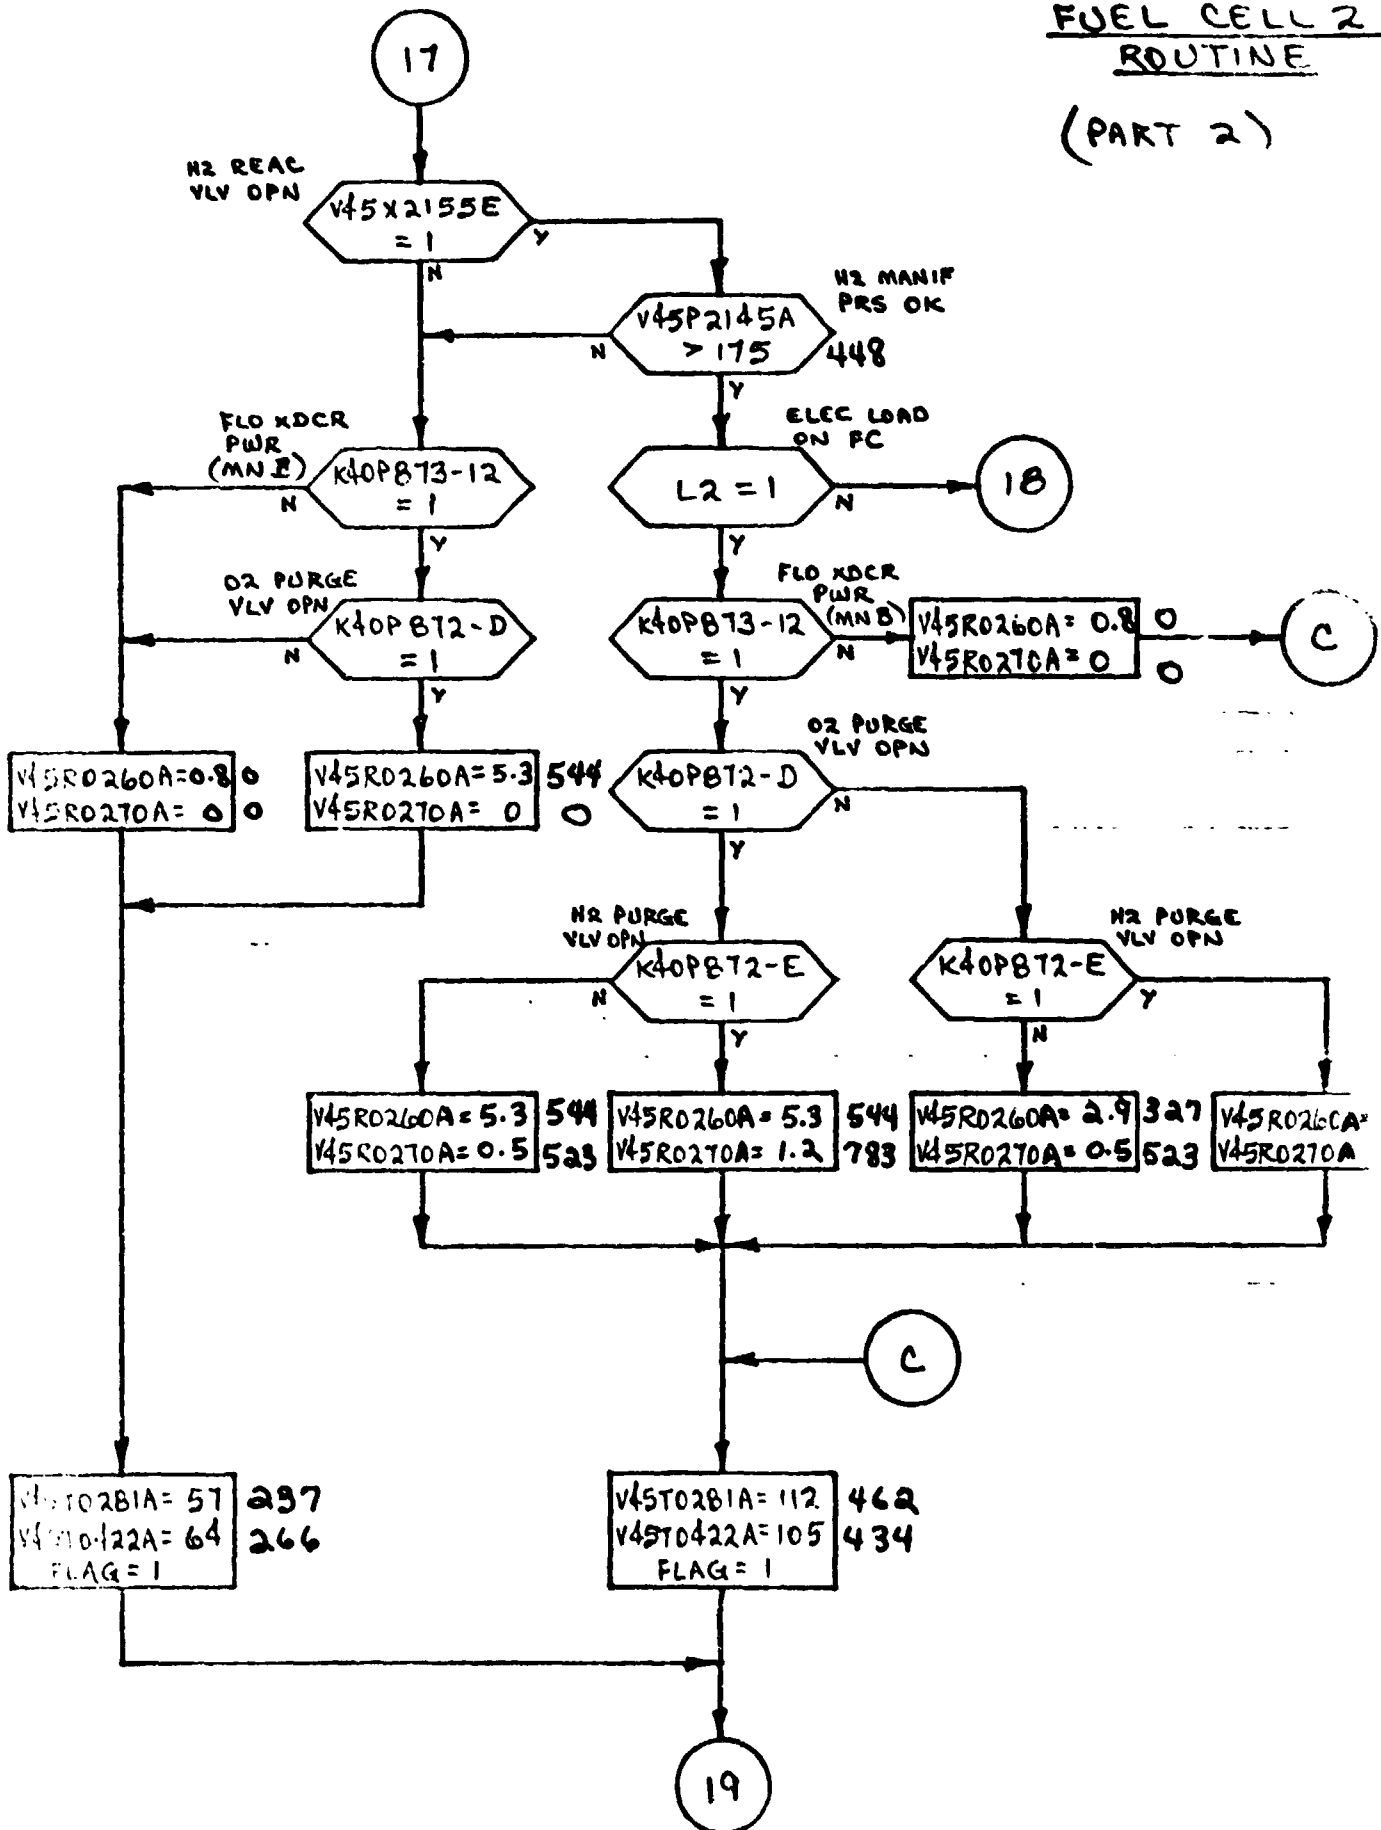 FUEL CELL 2
ROUTINE
(PART 2)
17
H2 REAC
VLV OPN
V45X2155E
= 1
Y
N
H2 MANIF
PRS OK
V45P2145A
> 175
448
N
Y
FLO XDCR
PWR
K40P873-12
= 1
N
Y
ELEC LOAD
ON FC
L2 = 1
N
18
Y
O2 PURGE
VLV OPN
K40P872-D
= 1
N
Y
FLO XDCR
PWR
(MN B)
K40P873-12
= 1
N
Y
V45R0260A = 0.8 0
V45R0270A = 0 0
C
V45R0260A = 0.8 0
V45R0270A = 0 0
V45R0260A = 5.3 544
V45R0270A = 0 0
O2 PURGE
VLV OPN
K40P872-D
= 1
N
Y
H2 PURGE
VLV OPN
K40P872-E
= 1
N
Y
H2 PURGE
VLV OPN
K40P872-E
= 1
Y
N
V45R0260A = 5.3 544
V45R0270A = 0.5 523
V45R0260A = 5.3 544
V45R0270A = 1.2 783
V45R0260A = 2.9 327
V45R0270A = 0.5 523
V45R0260A=
V45R0270A
C
V45T0281A = 57 237
V45T0422A = 64 266
FLAG = 1
V45T0281A = 112 462
V45T0422A = 105 434
FLAG = 1
19